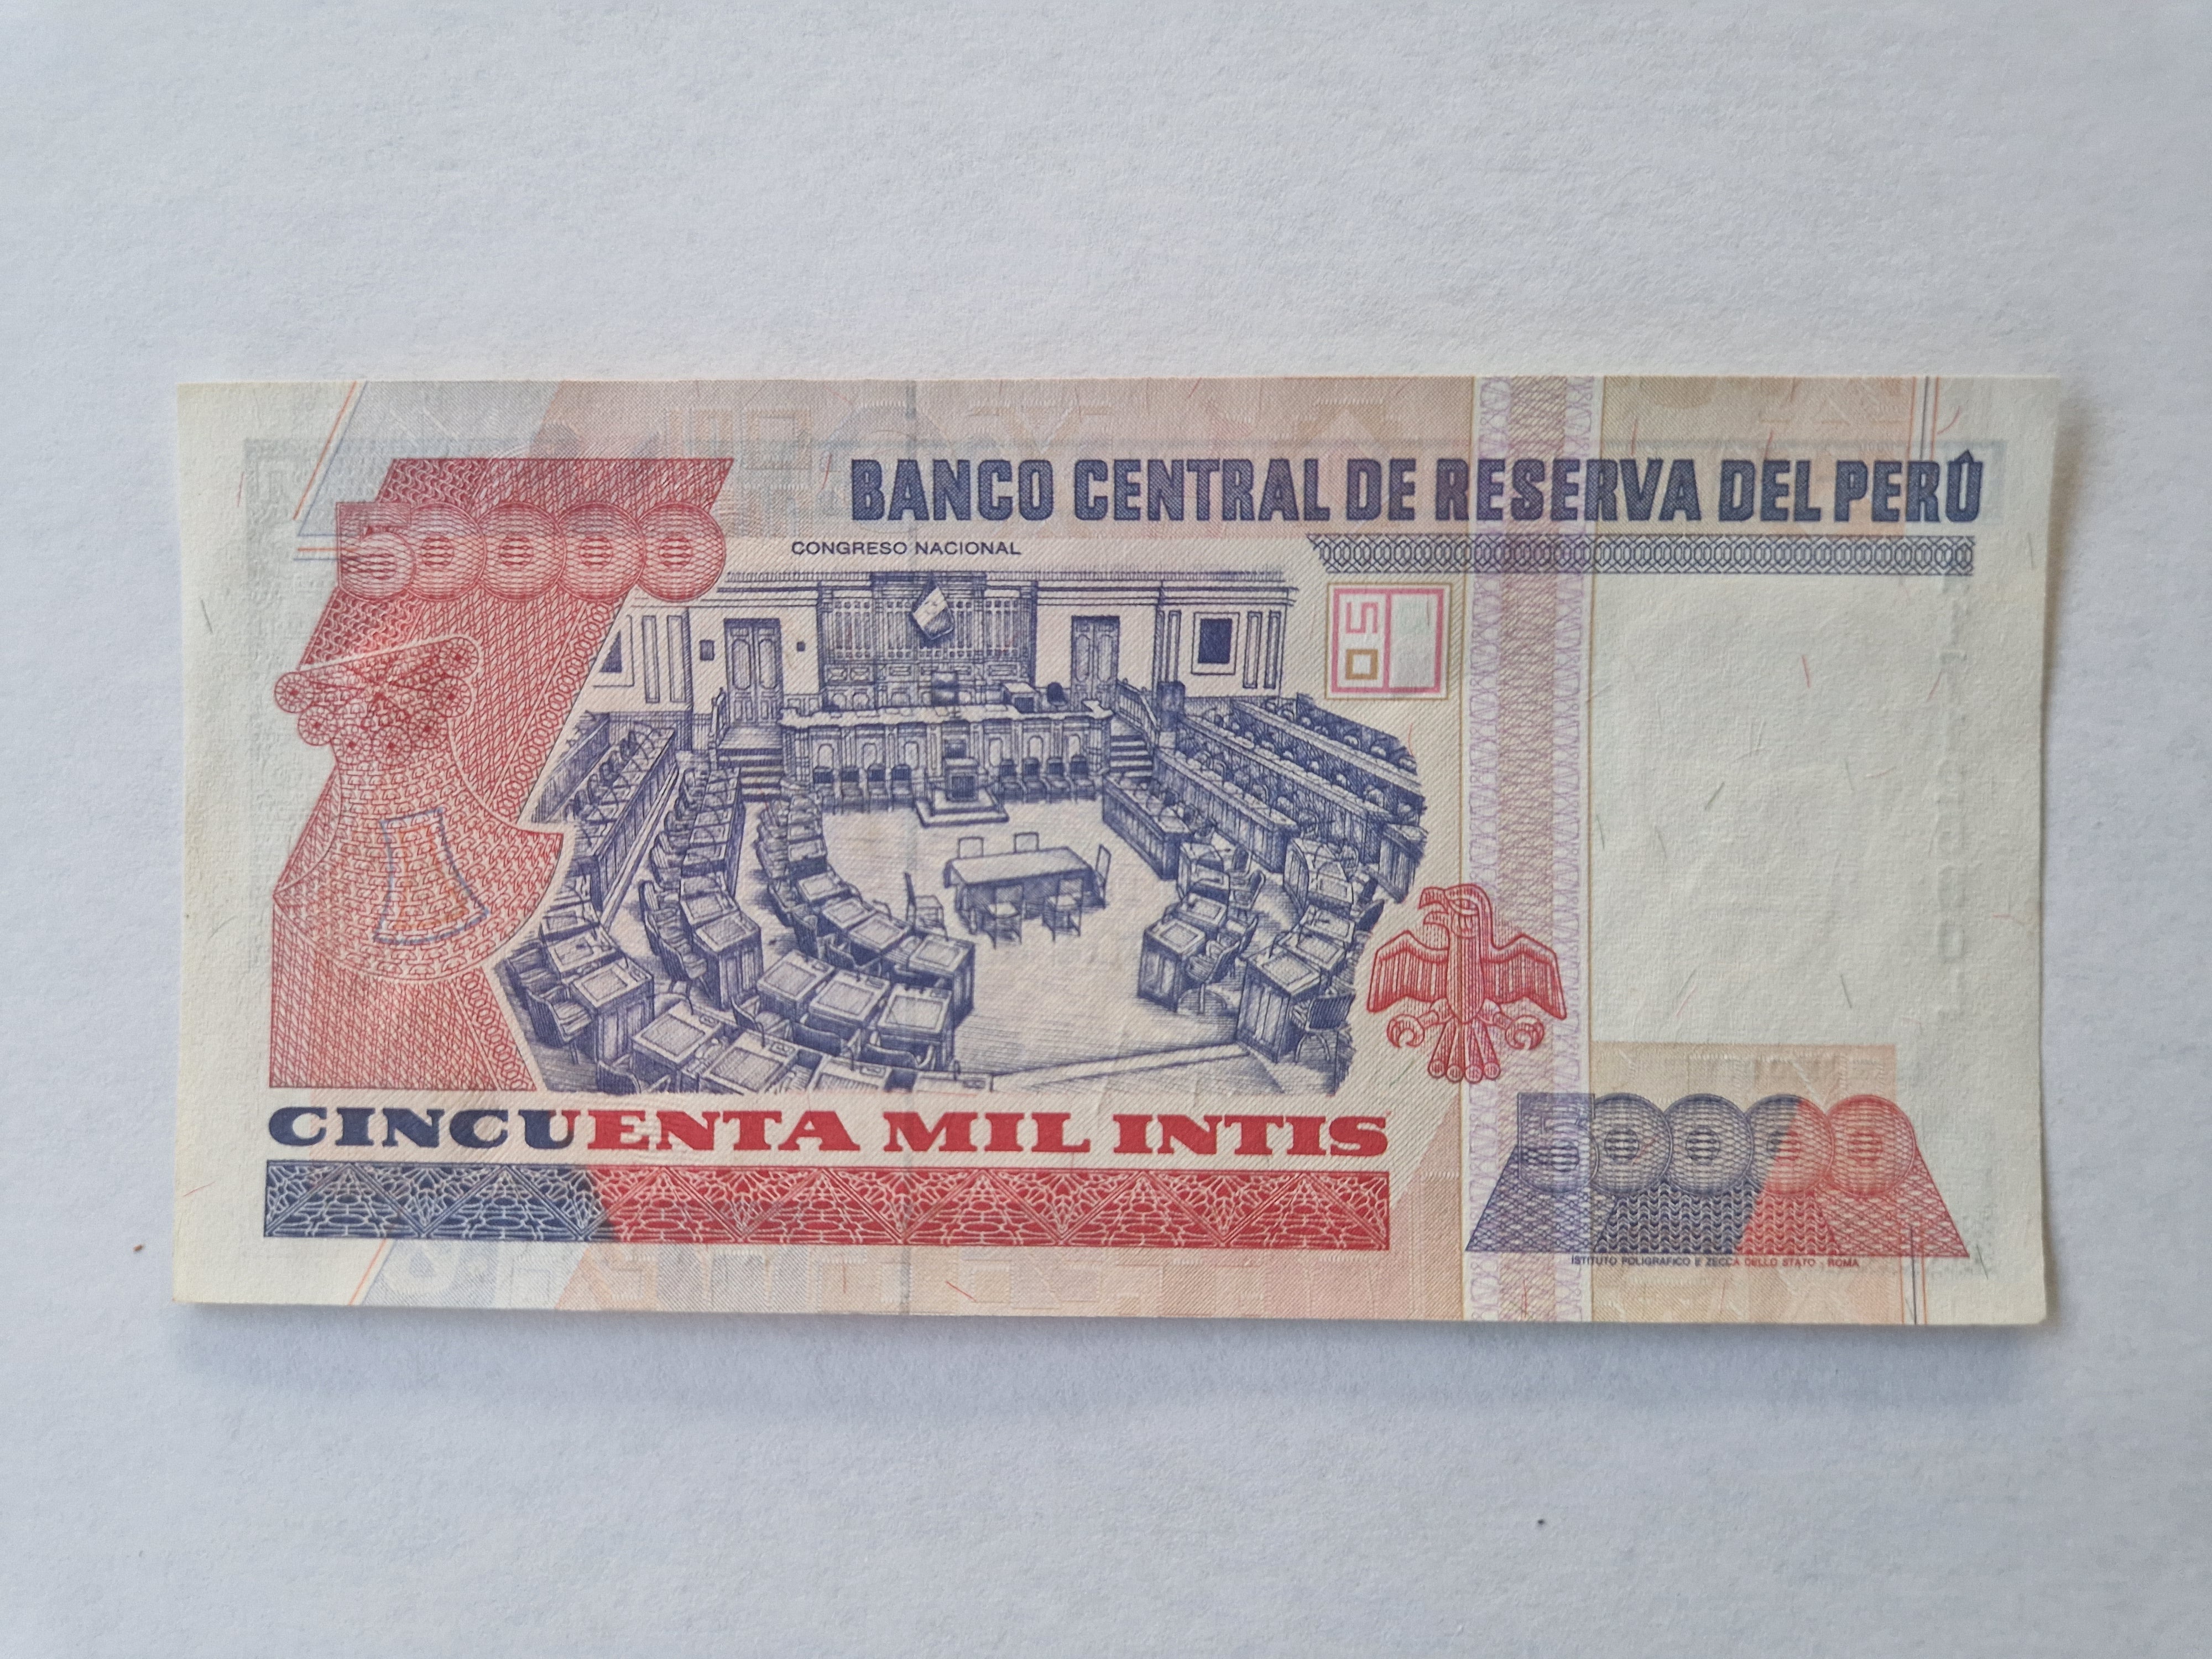 BANCO CENTRAL DE RESERVA DEL PERÚ
50000
CONGRESO NACIONAL
50
CINCUENTA MIL INTIS
50000
ISTITUTO POLIGRAFICO E ZECCA DELLO STATO - ROMA